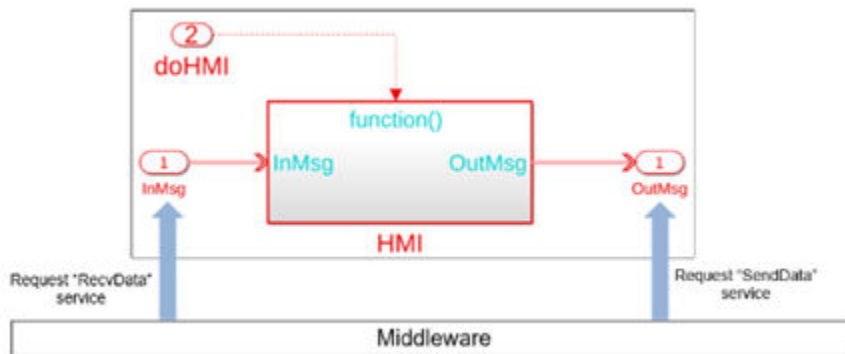 2
doHMI
function()
1
InMsg
InMsg
OutMsg
1
OutMsg
HMI
Request "RecvData"
service
Request "SendData"
service
Middleware